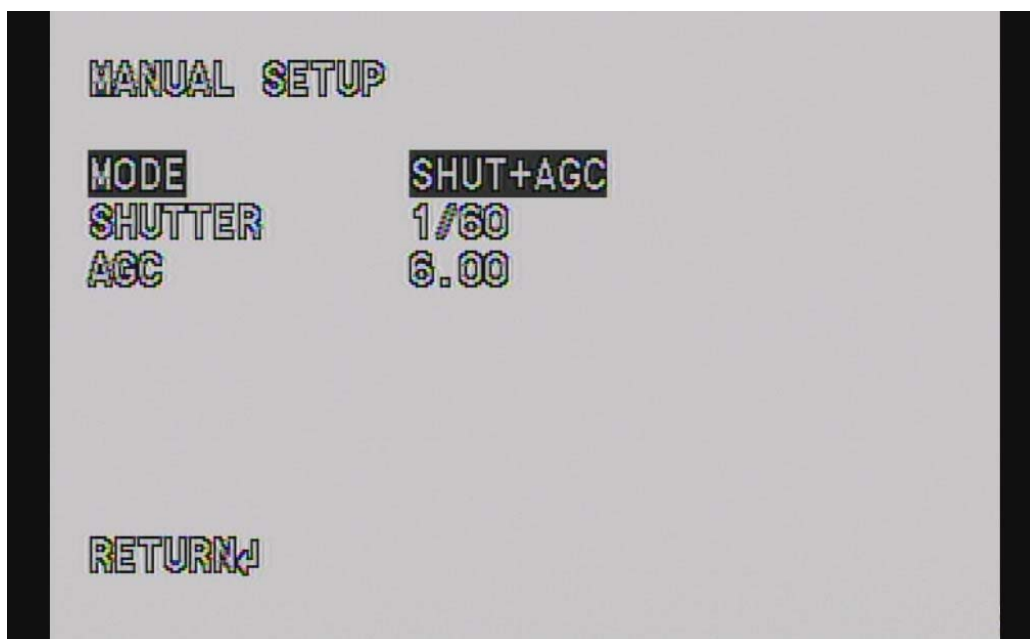 MANUAL SETUP
MODE SHUT+AGC
SHUTTER 1/60
AGC 6.00
RETURN↲